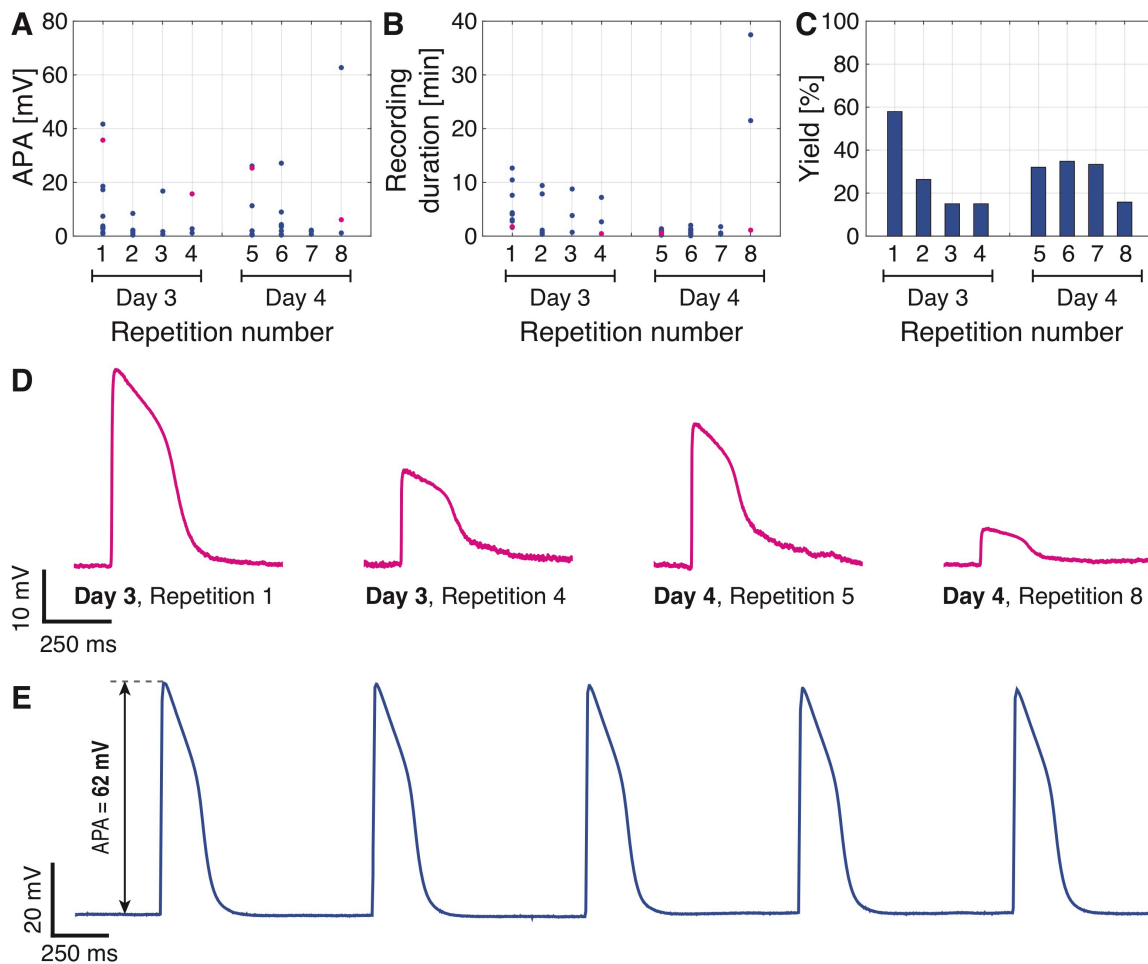 A
APA [mV]
80
60
40
20
0
1 2 3 4 5 6 7 8
Day 3 Day 4
Repetition number
B
Recording
duration [min]
40
30
20
10
0
1 2 3 4 5 6 7 8
Day 3 Day 4
Repetition number
C
Yield [%]
100
80
60
40
20
0
1 2 3 4 5 6 7 8
Day 3 Day 4
Repetition number
D
10 mV
250 ms
Day 3, Repetition 1
Day 3, Repetition 4
Day 4, Repetition 5
Day 4, Repetition 8
E
APA = 62 mV
20 mV
250 ms